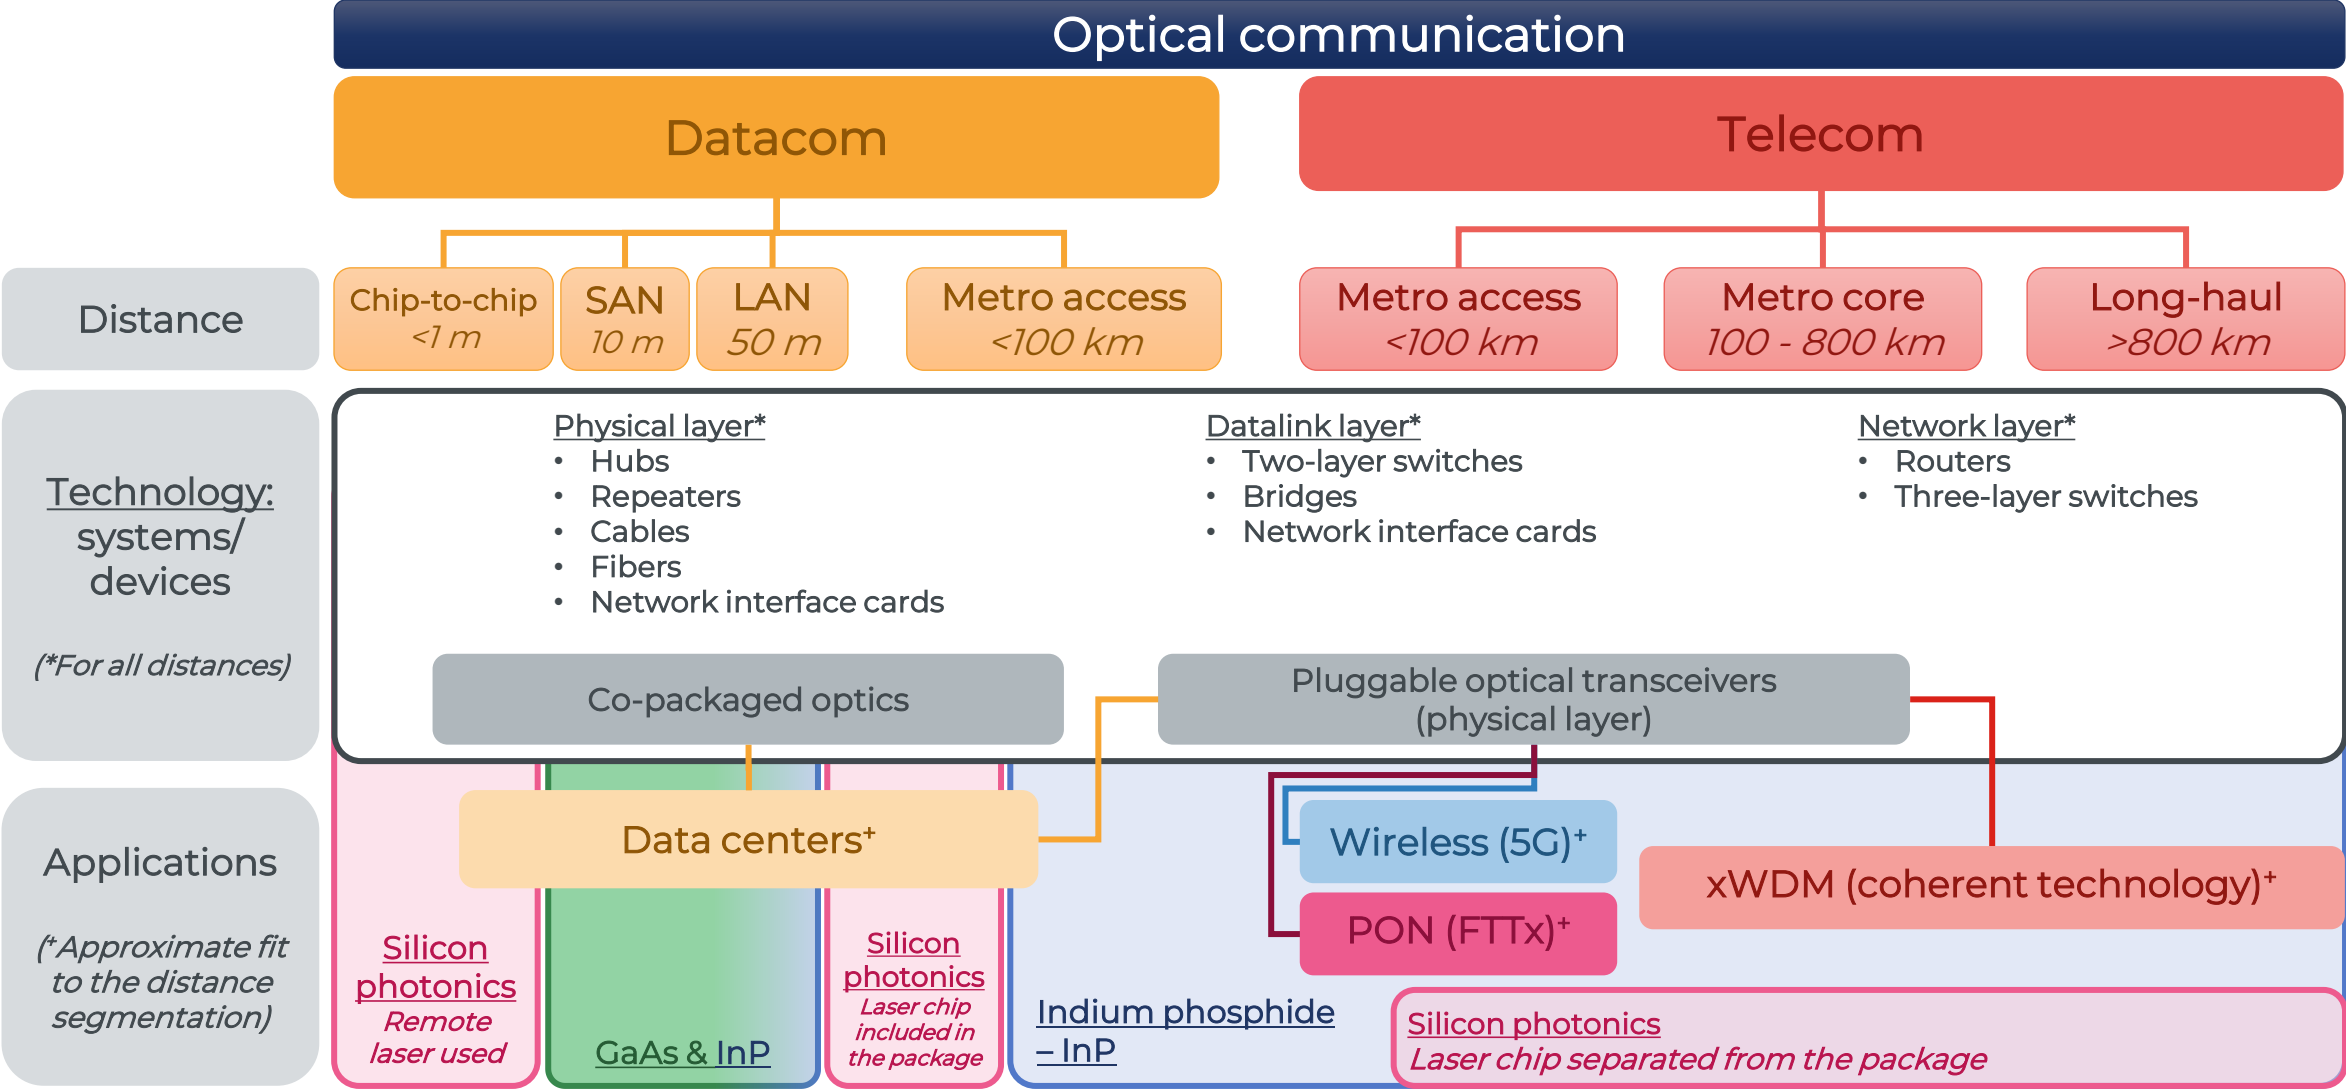 Optical communication
Datacom
Telecom
Distance
Chip-to-chip
<1 m
SAN
10 m
LAN
50 m
Metro access
<100 km
Metro access
<100 km
Metro core
100 - 800 km
Long-haul
>800 km
Technology:
systems/
devices
(*For all distances)
Physical layer*
• Hubs
• Repeaters
• Cables
• Fibers
• Network interface cards
Datalink layer*
• Two-layer switches
• Bridges
• Network interface cards
Network layer*
• Routers
• Three-layer switches
Co-packaged optics
Pluggable optical transceivers
(physical layer)
Applications
(⁺Approximate fit
to the distance
segmentation)
Data centers⁺
Wireless (5G)⁺
PON (FTTx)⁺
xWDM (coherent technology)⁺
Silicon
photonics
Remote
laser used
GaAs & InP
Silicon
photonics
Laser chip
included in
the package
Indium phosphide
– InP
Silicon photonics
Laser chip separated from the package